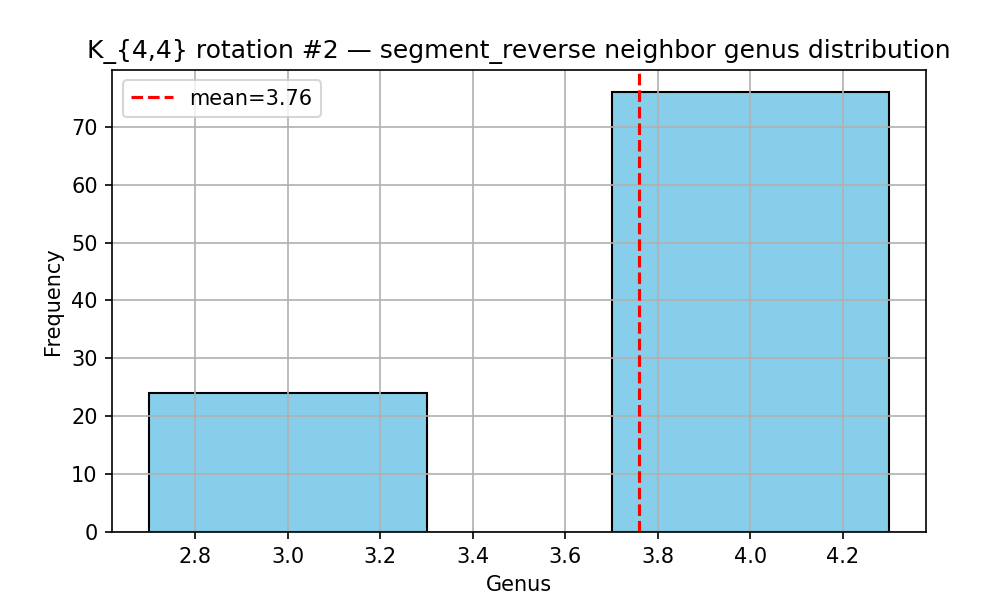 K_{4,4} rotation #2 — segment_reverse neighbor genus distribution
mean=3.76
Frequency
70
60
50
40
30
20
10
0
2.8 3.0 3.2 3.4 3.6 3.8 4.0 4.2
Genus